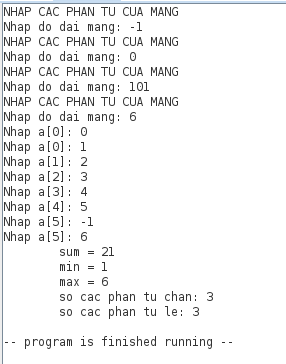 NHAP CAC PHAN TU CUA MANG
Nhap do dai mang: -1
NHAP CAC PHAN TU CUA MANG
Nhap do dai mang: 0
NHAP CAC PHAN TU CUA MANG
Nhap do dai mang: 101
NHAP CAC PHAN TU CUA MANG
Nhap do dai mang: 6
Nhap a[0]: 0
Nhap a[0]: 1
Nhap a[1]: 2
Nhap a[2]: 3
Nhap a[3]: 4
Nhap a[4]: 5
Nhap a[5]: -1
Nhap a[5]: 6
sum = 21
min = 1
max = 6
so cac phan tu chan: 3
so cac phan tu le: 3
-- program is finished running --